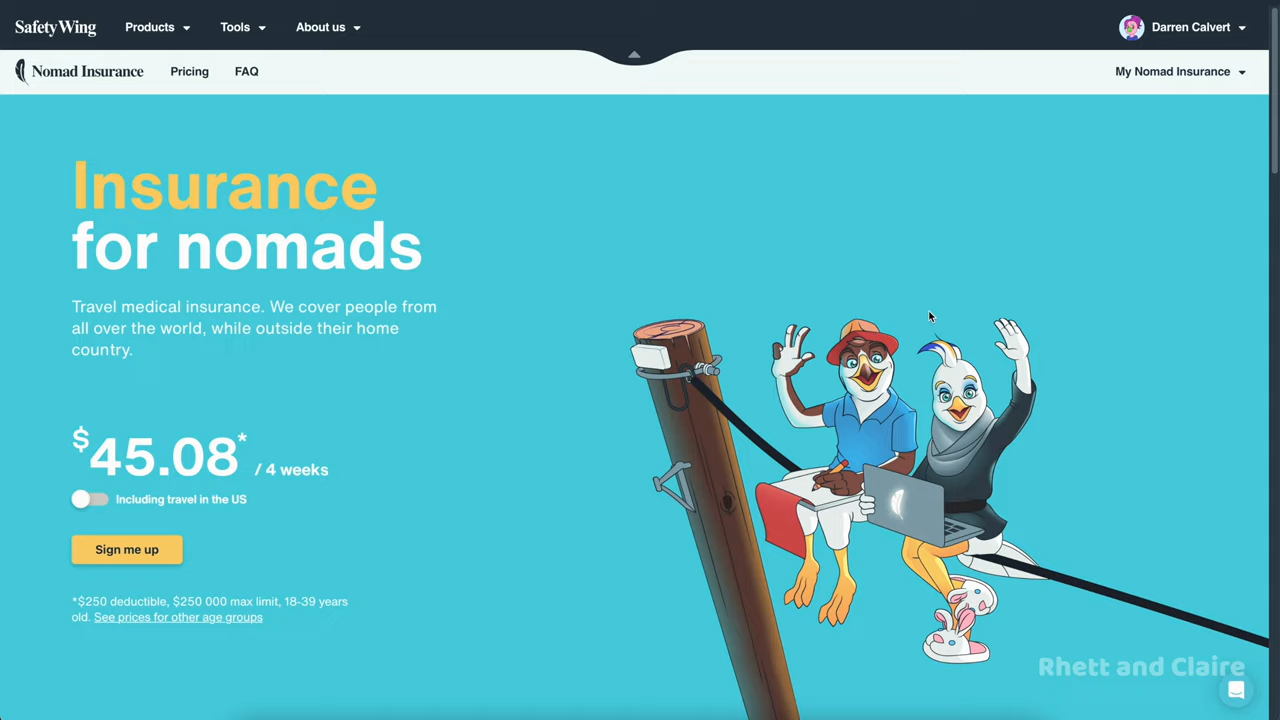 SafetyWing Products Tools About us Darren Calvert
Nomad Insurance Pricing FAQ My Nomad Insurance
Insurance
for nomads
Travel medical insurance. We cover people from
all over the world, while outside their home
country.
$45.08* / 4 weeks
Including travel in the US
Sign me up
*$250 deductible, $250 000 max limit, 18-39 years
old. See prices for other age groups
Rhett and Claire